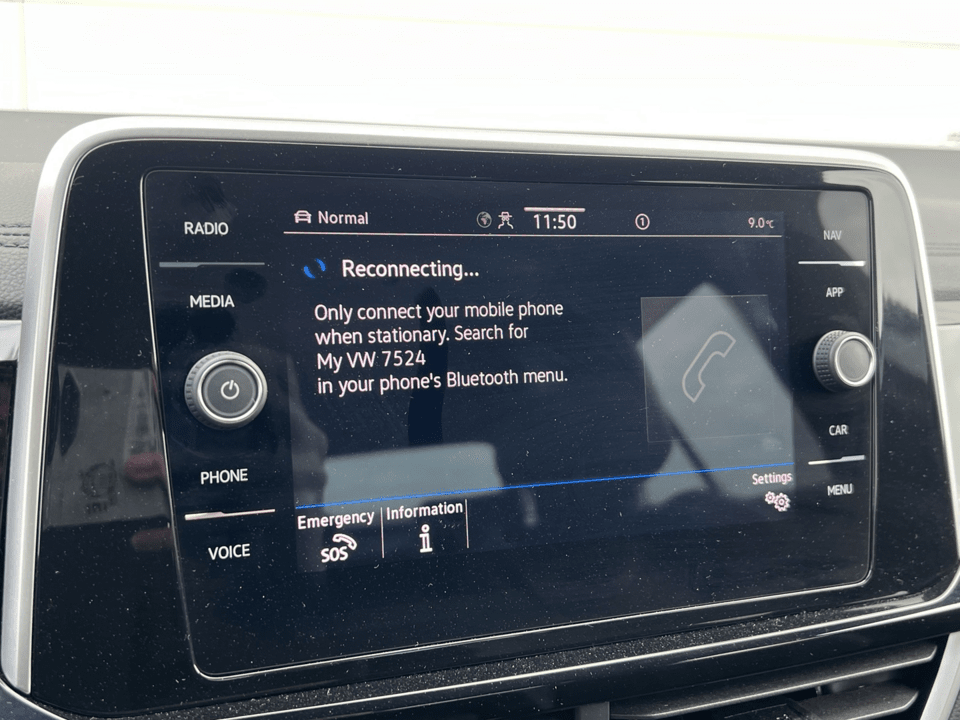 RADIO
MEDIA
PHONE
VOICE
Normal
11:50
1
9.0°C
Reconnecting...
Only connect your mobile phone
when stationary. Search for
My VW 7524
in your phone's Bluetooth menu.
Settings
Emergency
SOS
Information
i
NAV
APP
CAR
MENU